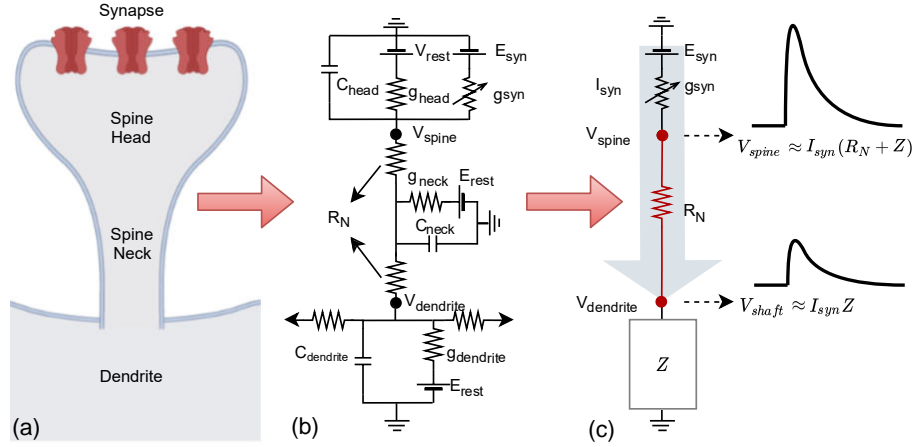 Synapse
Spine
Head
Spine
Neck
Dendrite
(a)
V_rest
E_syn
C_head
g_head
g_syn
V_spine
g_neck
E_rest
R_N
C_neck
V_dendrite
C_dendrite
g_dendrite
E_rest
(b)
E_syn
I_syn
g_syn
V_spine
V_spine ≈ I_syn(R_N + Z)
R_N
V_dendrite
V_shaft ≈ I_syn Z
Z
(c)